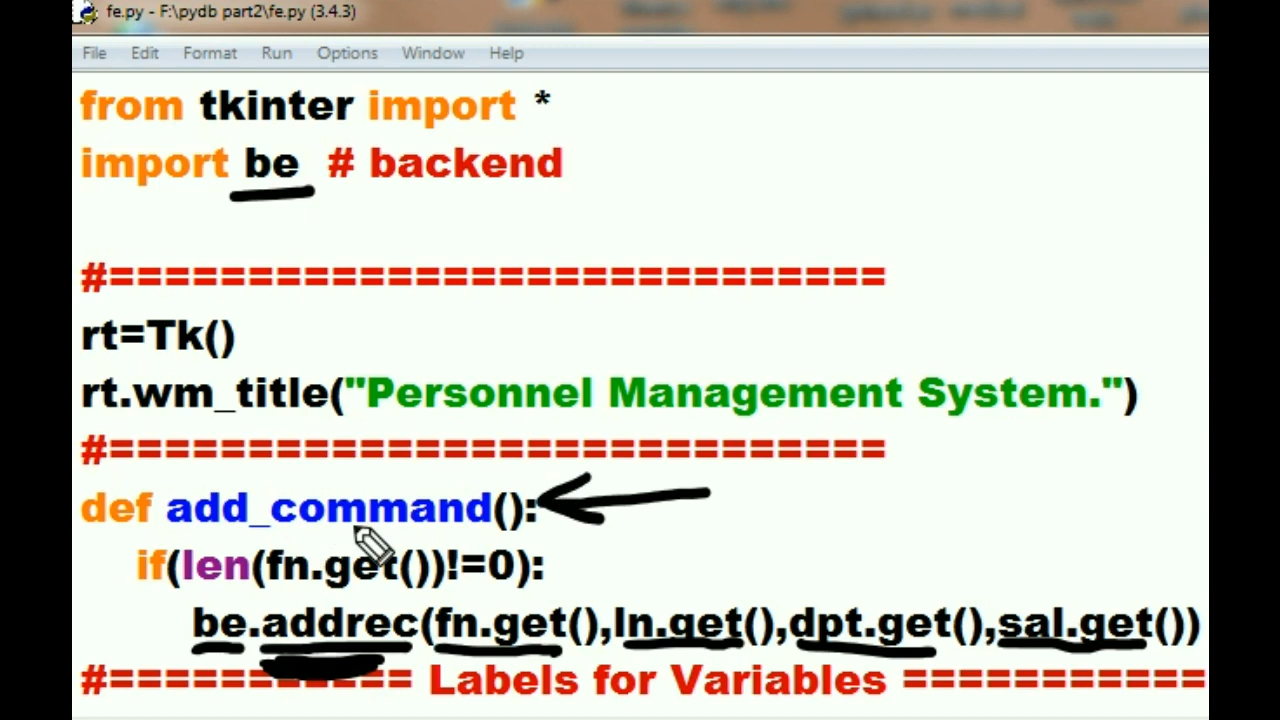 fe.py - F:\pydb part2\fe.py (3.4.3)
File Edit Format Run Options Window Help
from tkinter import *
import be # backend
#============================
rt=Tk()
rt.wm_title("Personnel Management System.")
#============================
def add_command():
if(len(fn.get())!=0):
be.addrec(fn.get(),ln.get(),dpt.get(),sal.get())
#=========== Labels for Variables ===========